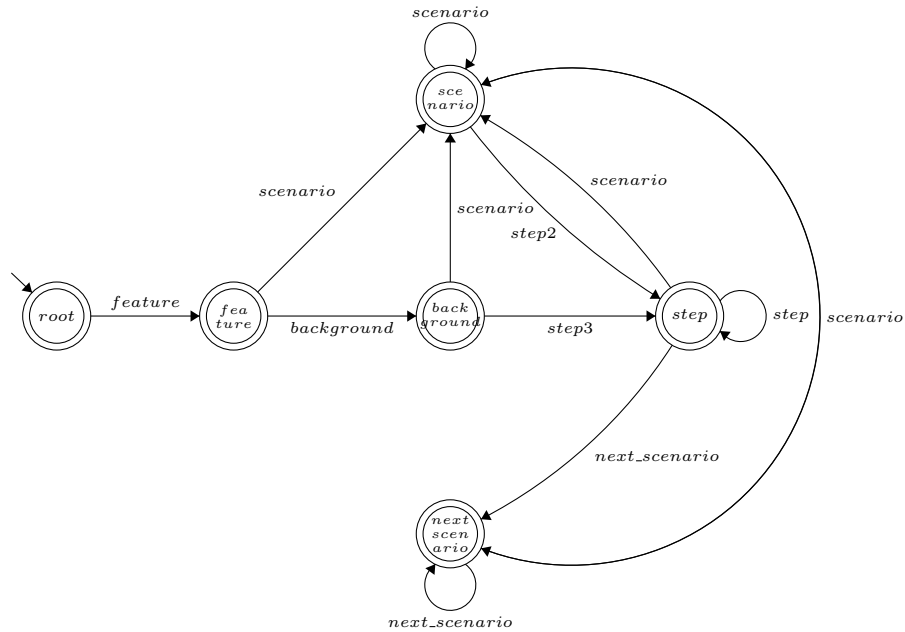 scenario
sce
nario
scenario
scenario
scenario
step2
root
feature
fea
ture
background
back
ground
step3
step
step
scenario
next_scenario
next
scen
ario
next_scenario